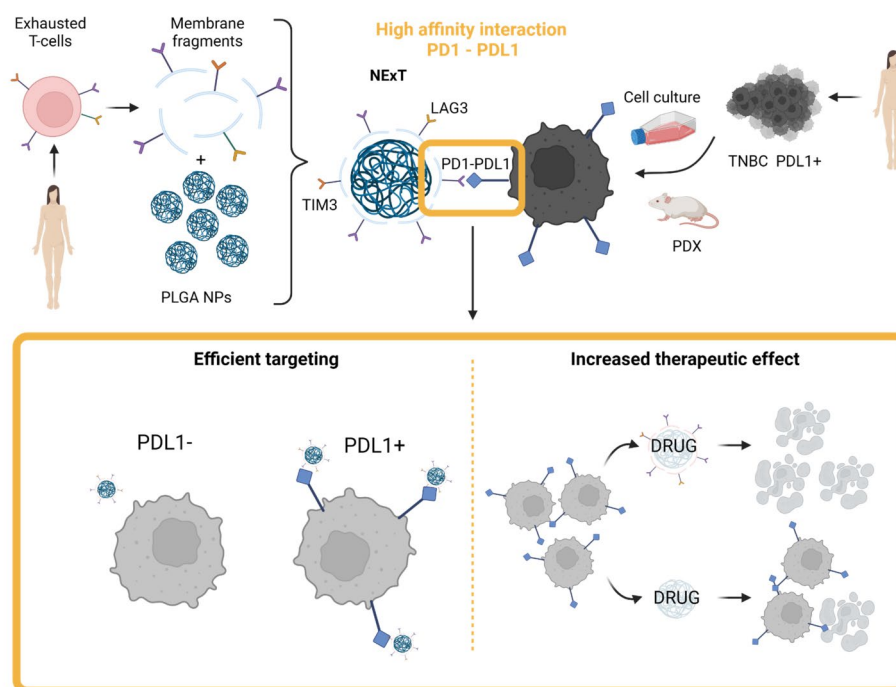 Exhausted
T-cells
Membrane
fragments
+
PLGA NPs
High affinity interaction
PD1 - PDL1
NExT
LAG3
PD1-PDL1
TIM3
Cell culture
TNBC PDL1+
PDX
Efficient targeting
PDL1-
PDL1+
Increased therapeutic effect
DRUG
DRUG